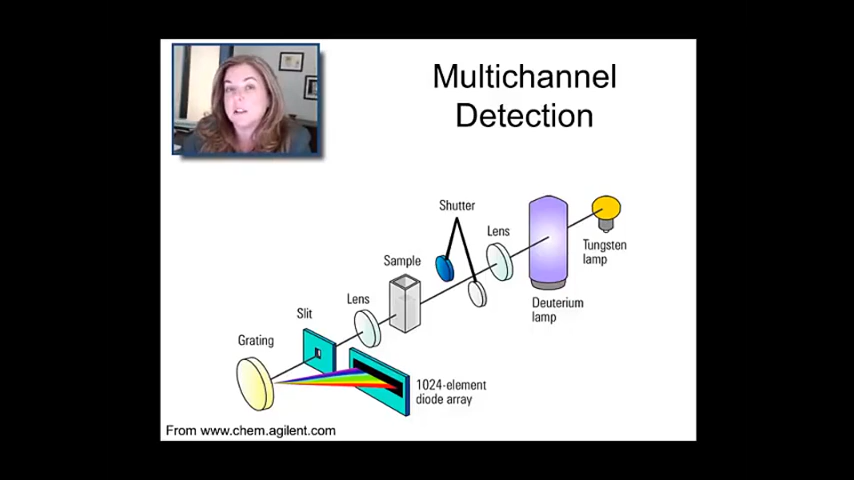 Multichannel
Detection
Shutter
Lens
Tungsten
lamp
Sample
Deuterium
lamp
Lens
Slit
Grating
1024-element
diode array
From www.chem.agilent.com